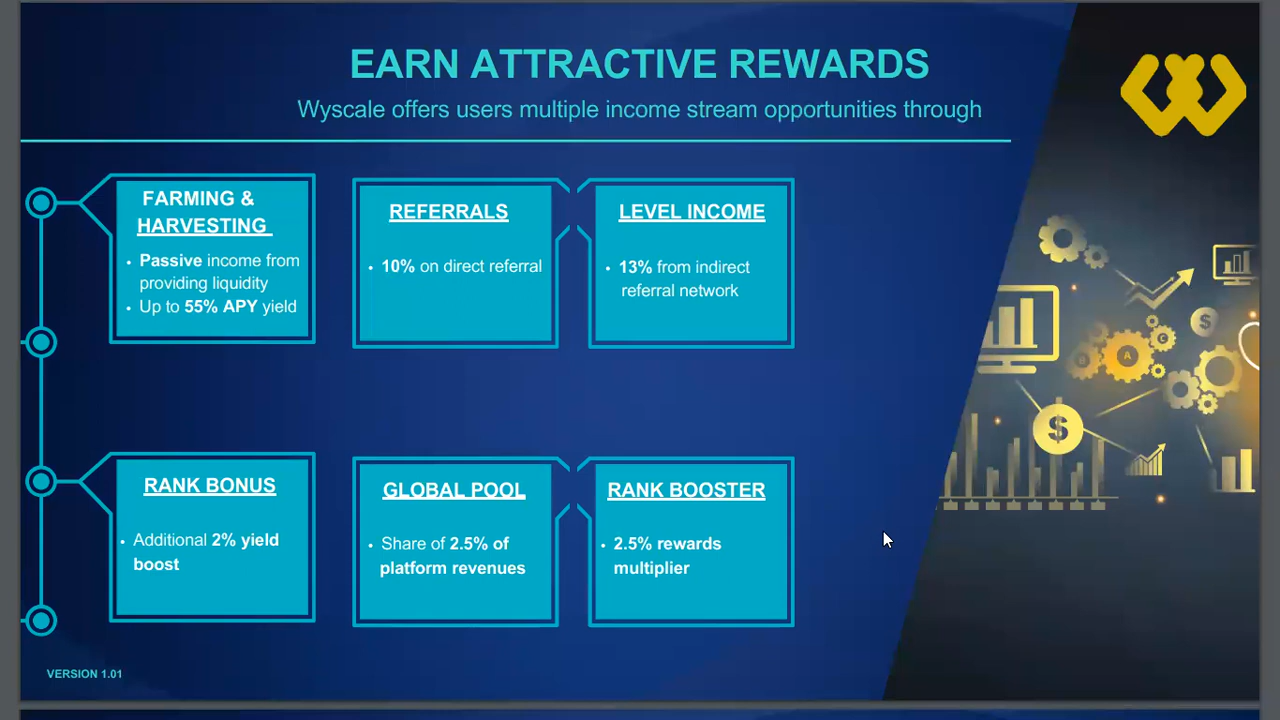 EARN ATTRACTIVE REWARDS
Wyscale offers users multiple income stream opportunities through
FARMING &
HARVESTING
• Passive income from
providing liquidity
• Up to 55% APY yield
REFERRALS
• 10% on direct referral
LEVEL INCOME
• 13% from indirect
referral network
RANK BONUS
• Additional 2% yield
boost
GLOBAL POOL
• Share of 2.5% of
platform revenues
RANK BOOSTER
• 2.5% rewards
multiplier
$
B
A
C
$
VERSION 1.01